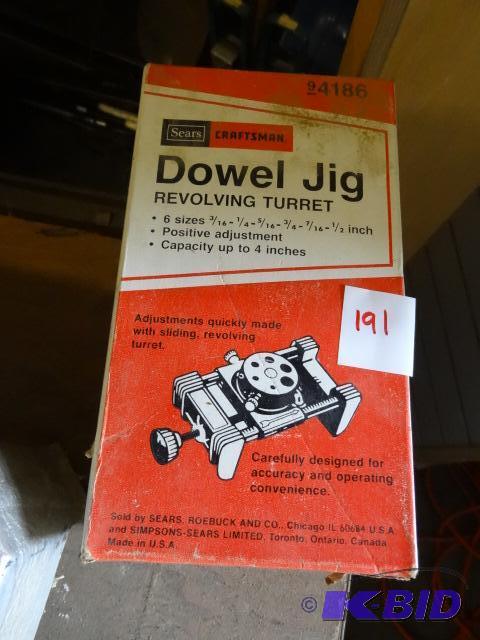 94186
Sears CRAFTSMAN.
Dowel Jig
REVOLVING TURRET
• 6 sizes 3/16 - 1/4 - 5/16 - 3/4 - 7/16 - 1/2 inch
• Positive adjustment
• Capacity up to 4 inches
191
Adjustments quickly made
with sliding, revolving
turret.
Carefully designed for
accuracy and operating
convenience.
Sold by SEARS, ROEBUCK AND CO., Chicago IL 60684 U.S.A
and SIMPSONS-SEARS LIMITED, Toronto, Ontario, Canada
Made in U.S.A.
© K-BID